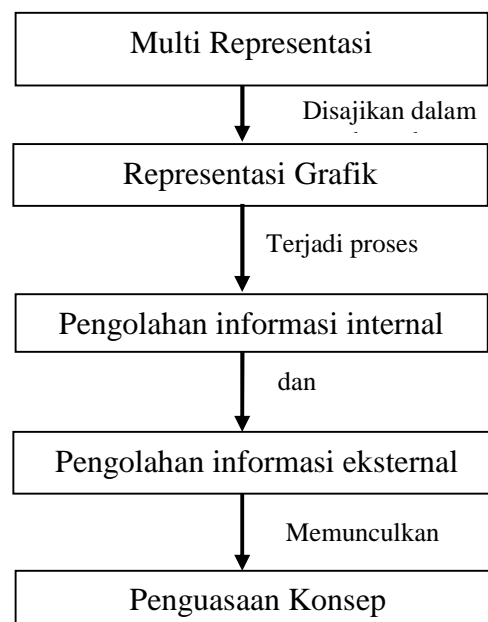 Multi Representasi
Disajikan dalam
Representasi Grafik
Terjadi proses
Pengolahan informasi internal
dan
Pengolahan informasi eksternal
Memunculkan
Penguasaan Konsep